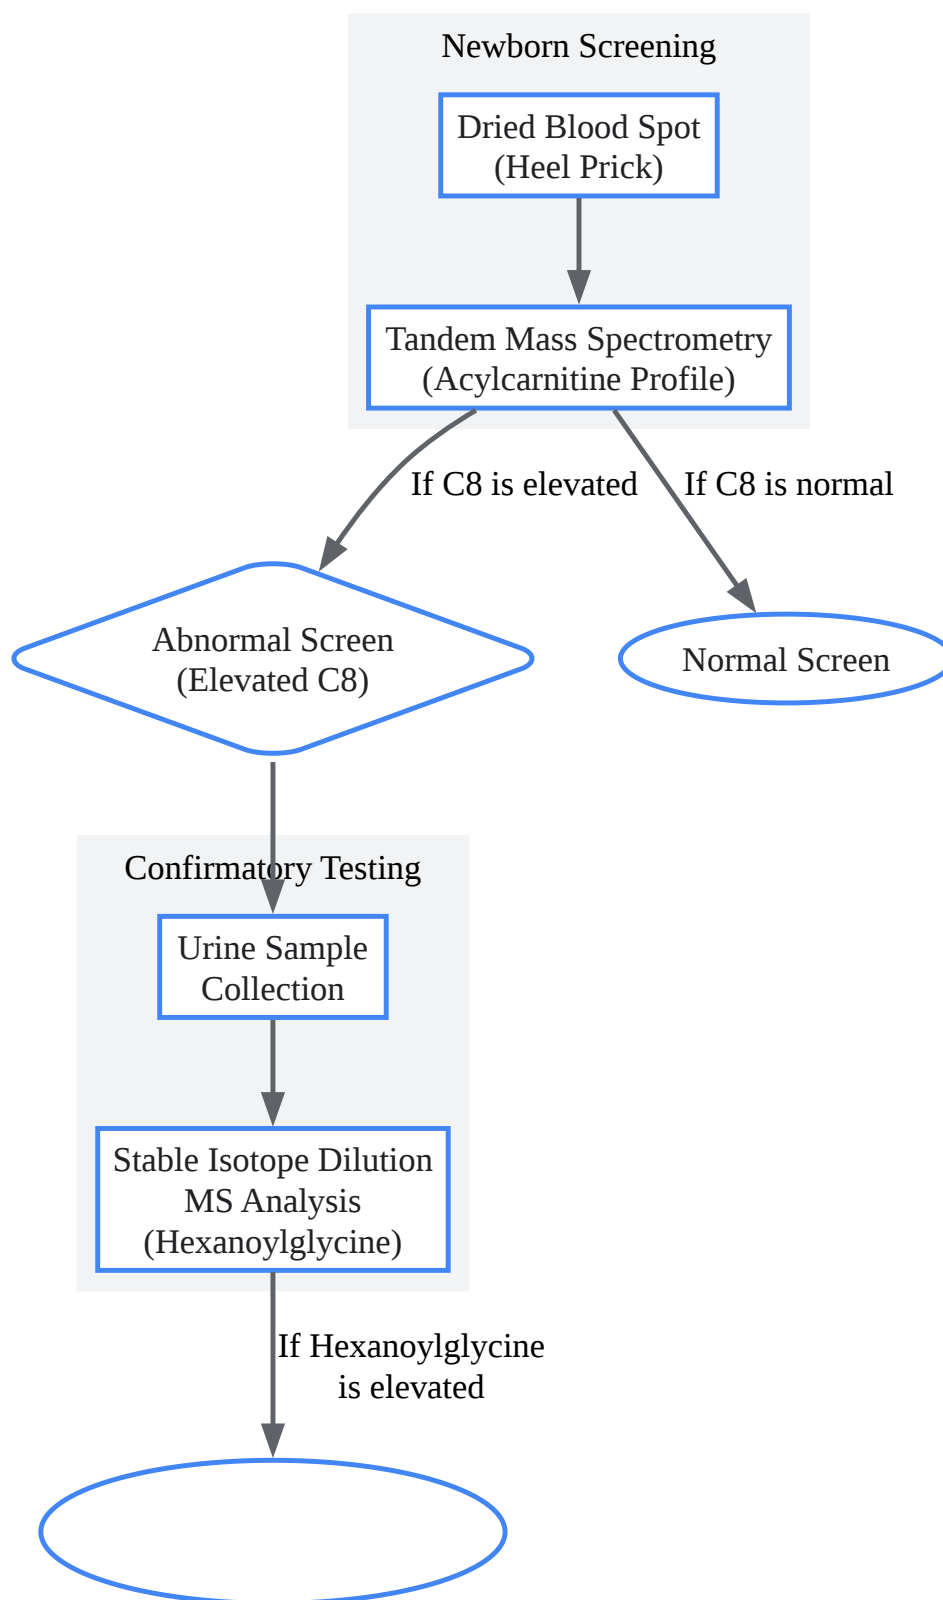 Newborn Screening
Dried Blood Spot
(Heel Prick)
Tandem Mass Spectrometry
(Acylcarnitine Profile)
If C8 is elevated
If C8 is normal
Abnormal Screen
(Elevated C8)
Normal Screen
Confirmatory Testing
Urine Sample
Collection
Stable Isotope Dilution
MS Analysis
(Hexanoylglycine)
If Hexanoylglycine
is elevated